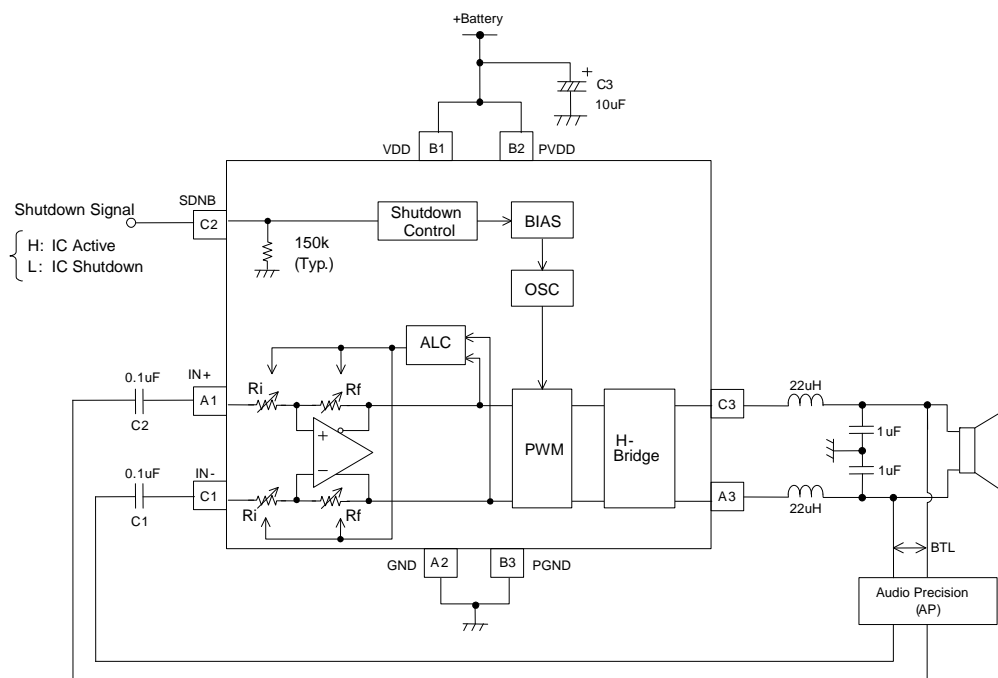 +Battery
+
C3
10uF
VDD
B1
B2
PVDD
SDNB
Shutdown Signal
C2
H: IC Active
L: IC Shutdown
150k
(Typ.)
Shutdown
Control
BIAS
OSC
ALC
0.1uF
IN+
A1
C2
Ri
Rf
+
−
PWM
H-
Bridge
C3
22uH
1uF
1uF
0.1uF
IN-
C1
C1
Ri
Rf
A3
22uH
GND
A2
B3
PGND
BTL
Audio Precision
(AP)